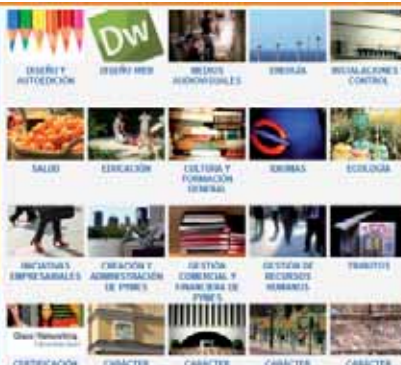 Dw
DISEÑO Y
AUTOEDICIÓN
DISEÑO WEB
MEDIOS
AUDIOVISUALES
ENERGÍA
INSTALACIONES
CONTROL
SALUD
EDUCACIÓN
CULTURA Y
FORMACIÓN
GENERAL
IDIOMAS
ECOLOGÍA
INICIATIVAS
EMPRESARIALES
CREACIÓN Y
ADMINISTRACIÓN
DE PYMES
GESTIÓN
COMERCIAL Y
FINANCIERA DE
PYMES
GESTIÓN DE
RECURSOS
HUMANOS
TRIBUTOS
Cisco Networking
CERTIFICACIÓN
CARÁCTER
CARÁCTER
CARÁCTER
CARÁCTER